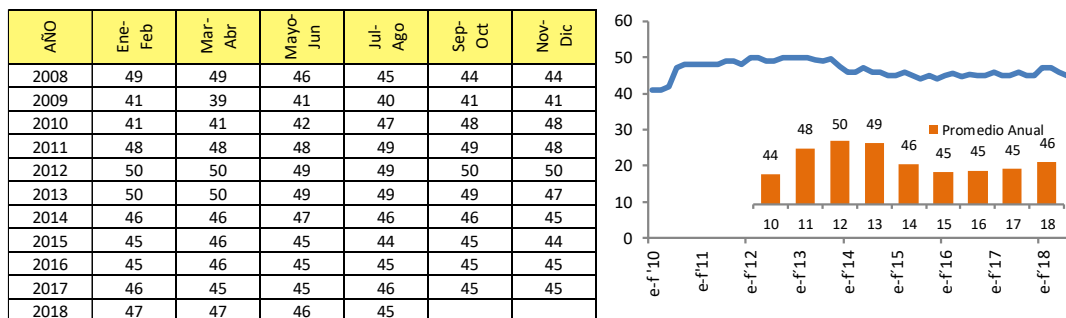 AÑO Ene-Feb Mar-Abr Mayo-Jun Jul-Ago Sep-Oct Nov-Dic
2008 49 49 46 45 44 44
2009 41 39 41 40 41 41
2010 41 41 42 47 48 48
2011 48 48 48 49 49 48
2012 50 50 49 49 50 50
2013 50 50 49 49 49 47
2014 46 46 47 46 46 45
2015 45 46 45 44 45 44
2016 45 46 45 45 45 45
2017 46 45 45 46 45 45
2018 47 47 46 45
60
50
40
30
20
10
0
Promedio Anual
44 48 50 49 46 45 45 45 46
10 11 12 13 14 15 16 17 18
e-f '10 e-f'11 e-f'12 e-f'13 e-f'14 e-f'15 e-f'16 e-f'17 e-f'18